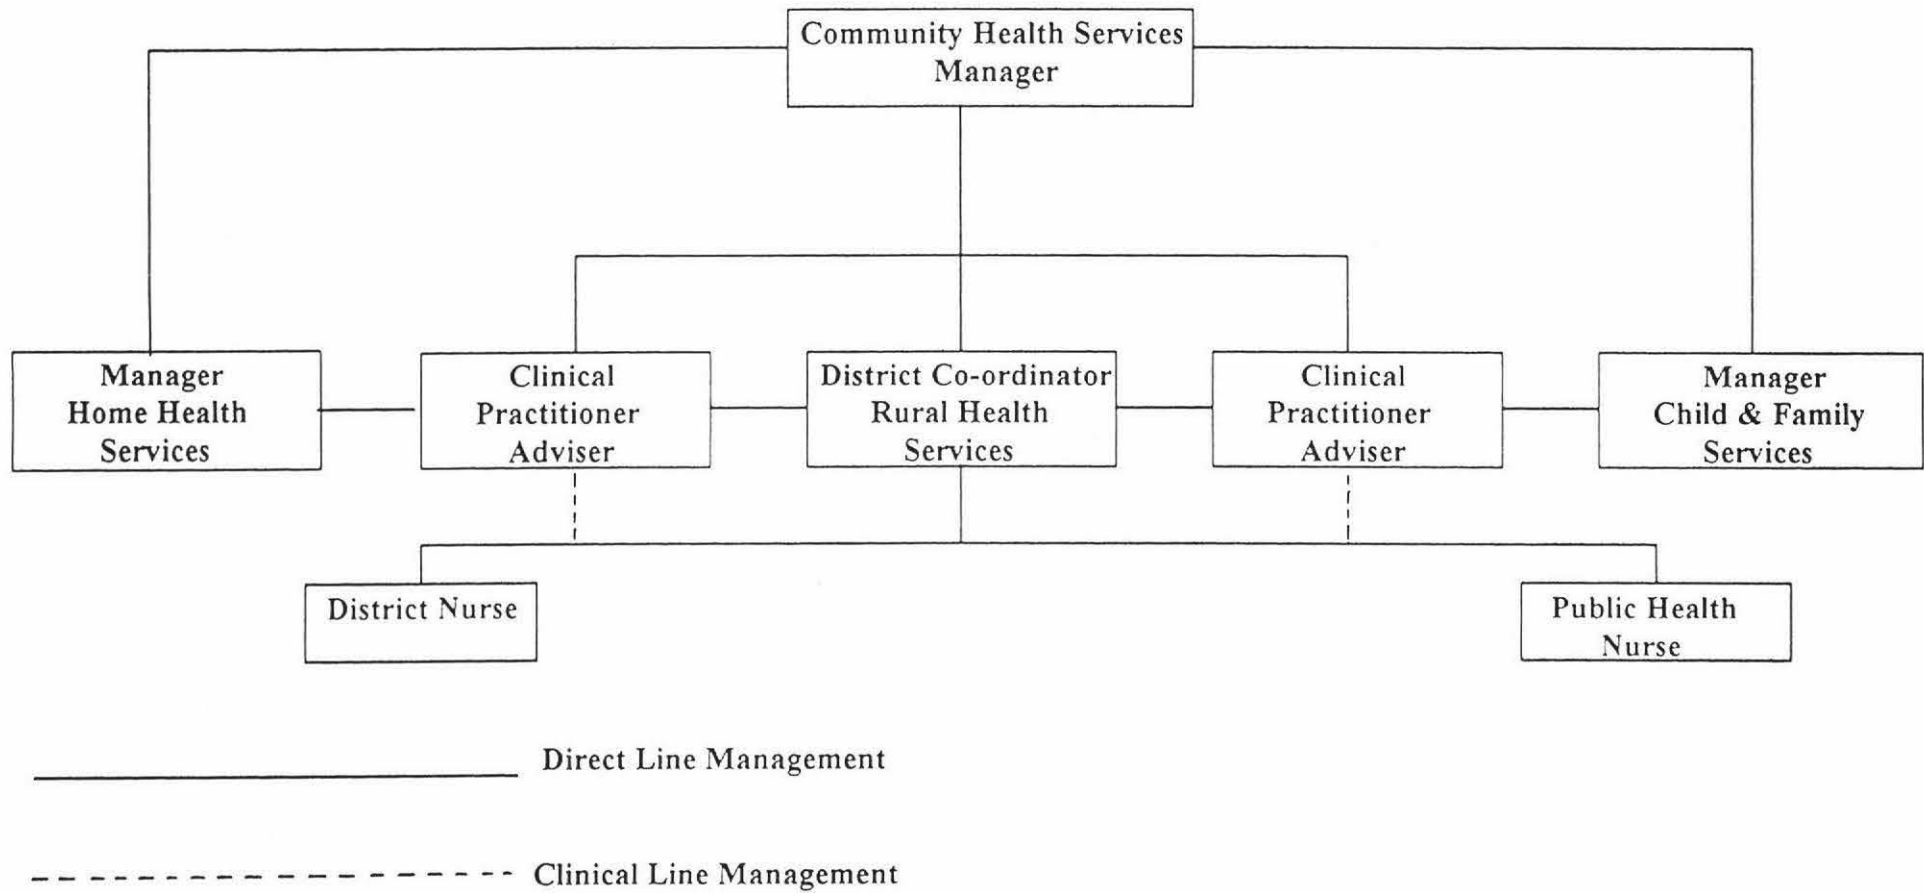 Community Health Services
Manager
Manager
Home Health
Services
Clinical
Practitioner
Adviser
District Co-ordinator
Rural Health
Services
Clinical
Practitioner
Adviser
Manager
Child & Family
Services
District Nurse
Public Health
Nurse
Direct Line Management
Clinical Line Management